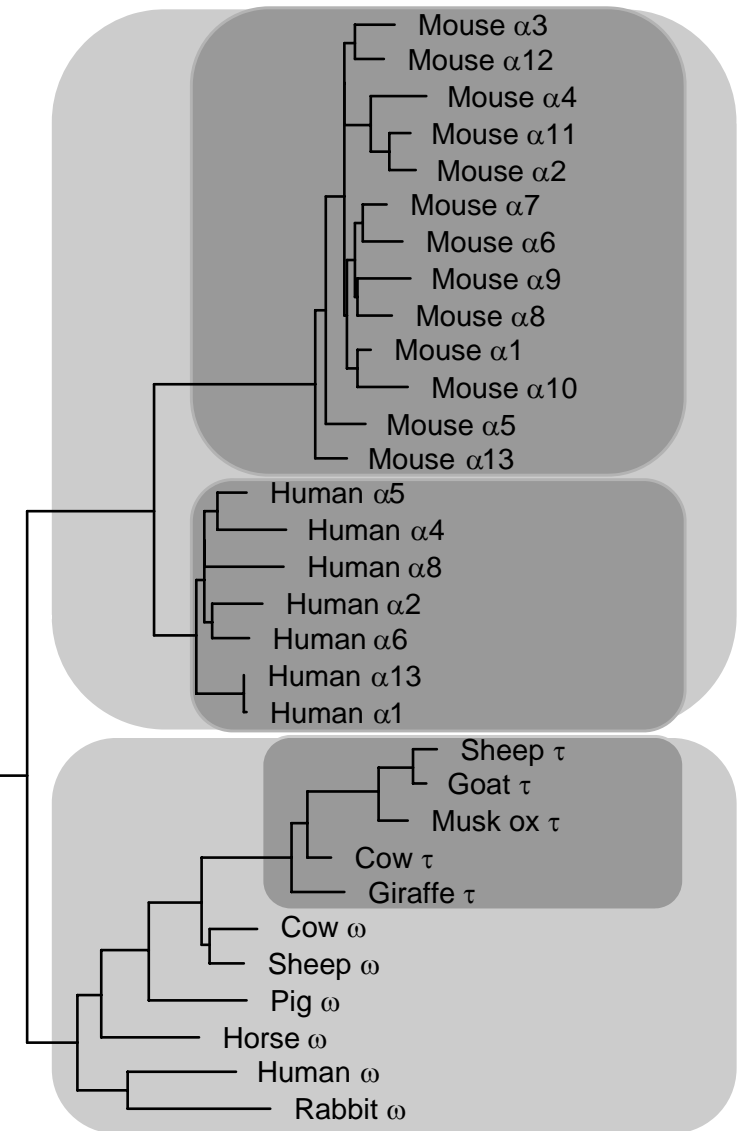 Mouse α3
Mouse α12
Mouse α4
Mouse α11
Mouse α2
Mouse α7
Mouse α6
Mouse α9
Mouse α8
Mouse α1
Mouse α10
Mouse α5
Mouse α13
Human α5
Human α4
Human α8
Human α2
Human α6
Human α13
Human α1
Sheep τ
Goat τ
Musk ox τ
Cow τ
Giraffe τ
Cow ω
Sheep ω
Pig ω
Horse ω
Human ω
Rabbit ω